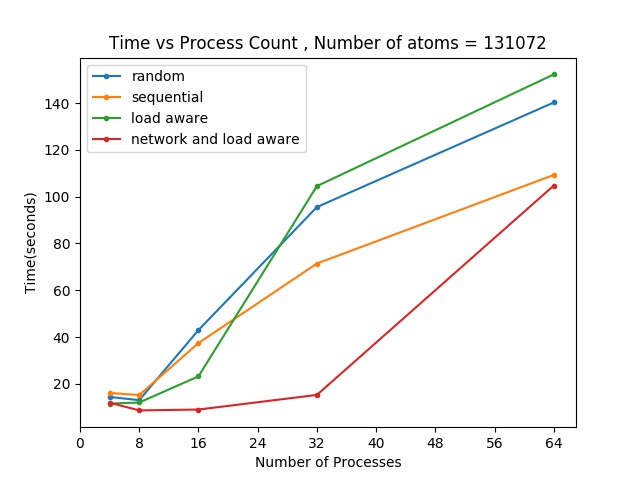 Time vs Process Count , Number of atoms = 131072
random
sequential
load aware
network and load aware
140
120
100
80
60
40
20
Time(seconds)
0 8 16 24 32 40 48 56 64
Number of Processes